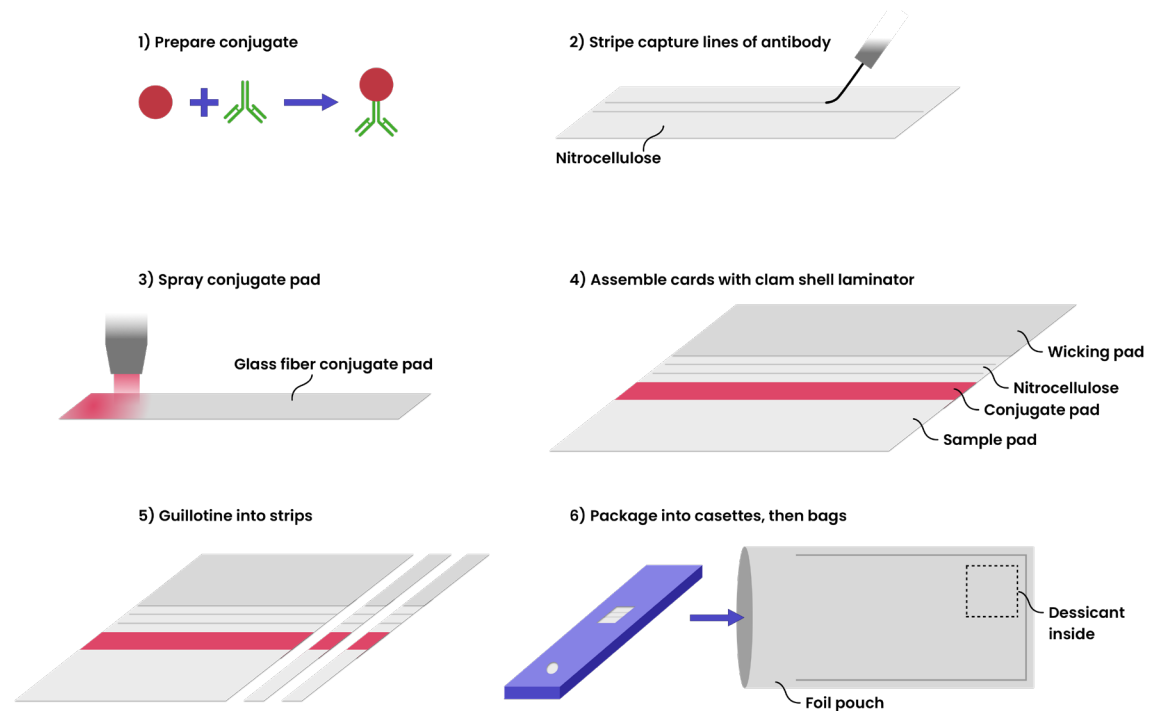 1) Prepare conjugate
2) Stripe capture lines of antibody
Nitrocellulose
3) Spray conjugate pad
Glass fiber conjugate pad
4) Assemble cards with clam shell laminator
Wicking pad
Nitrocellulose
Conjugate pad
Sample pad
5) Guillotine into strips
6) Package into casettes, then bags
Dessicant
inside
Foil pouch